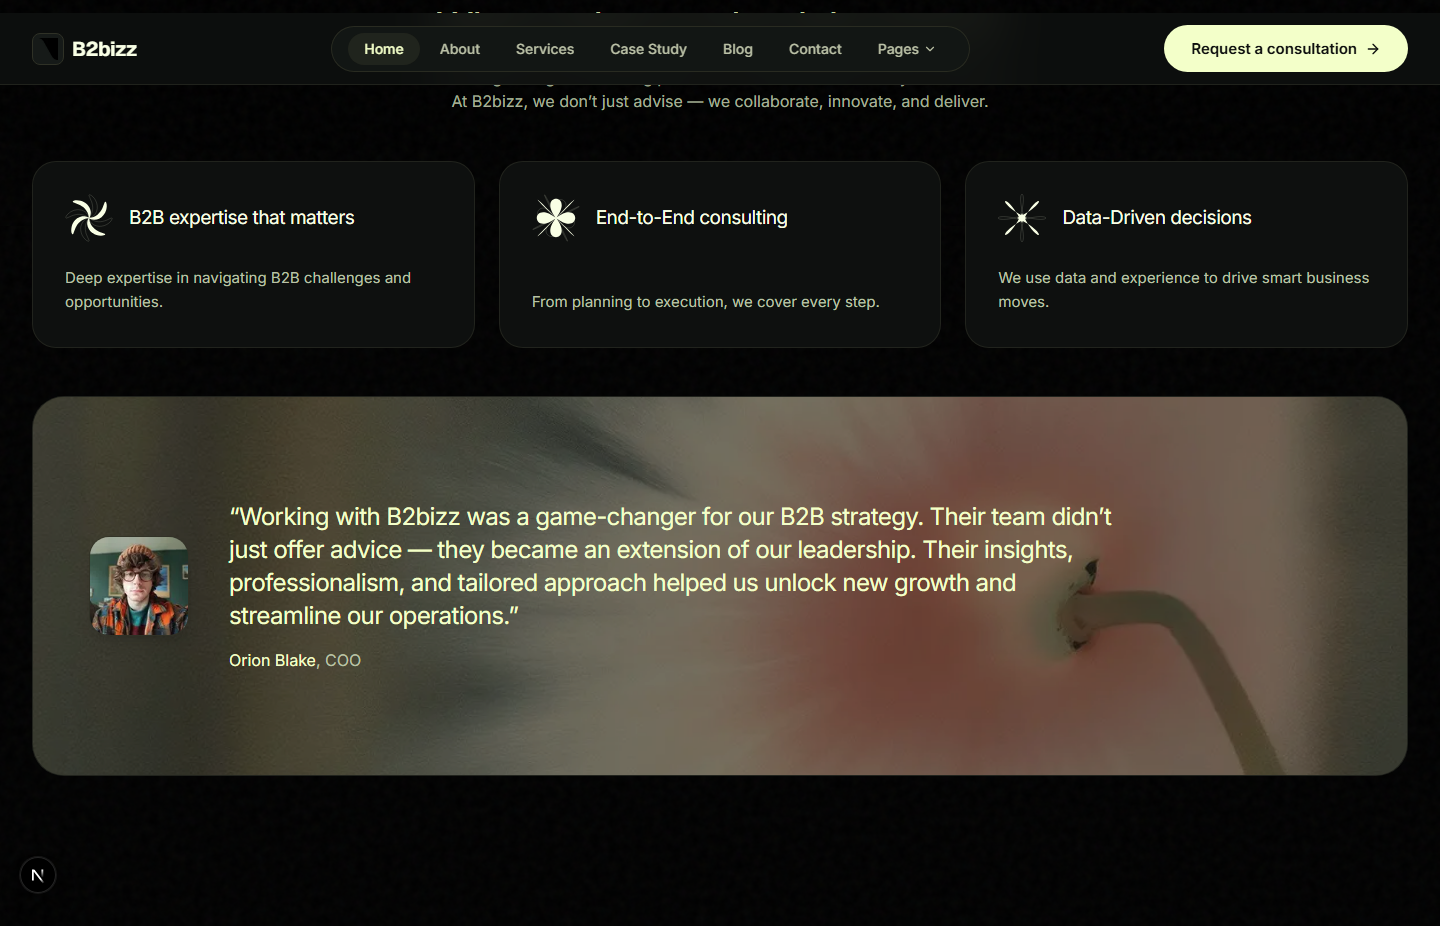 B2bizz
Home
About
Services
Case Study
Blog
Contact
Pages
Request a consultation
At B2bizz, we don’t just advise — we collaborate, innovate, and deliver.
B2B expertise that matters
Deep expertise in navigating B2B challenges and
opportunities.
End-to-End consulting
From planning to execution, we cover every step.
Data-Driven decisions
We use data and experience to drive smart business
moves.
“Working with B2bizz was a game-changer for our B2B strategy. Their team didn’t
just offer advice — they became an extension of our leadership. Their insights,
professionalism, and tailored approach helped us unlock new growth and
streamline our operations.”
Orion Blake, COO
N